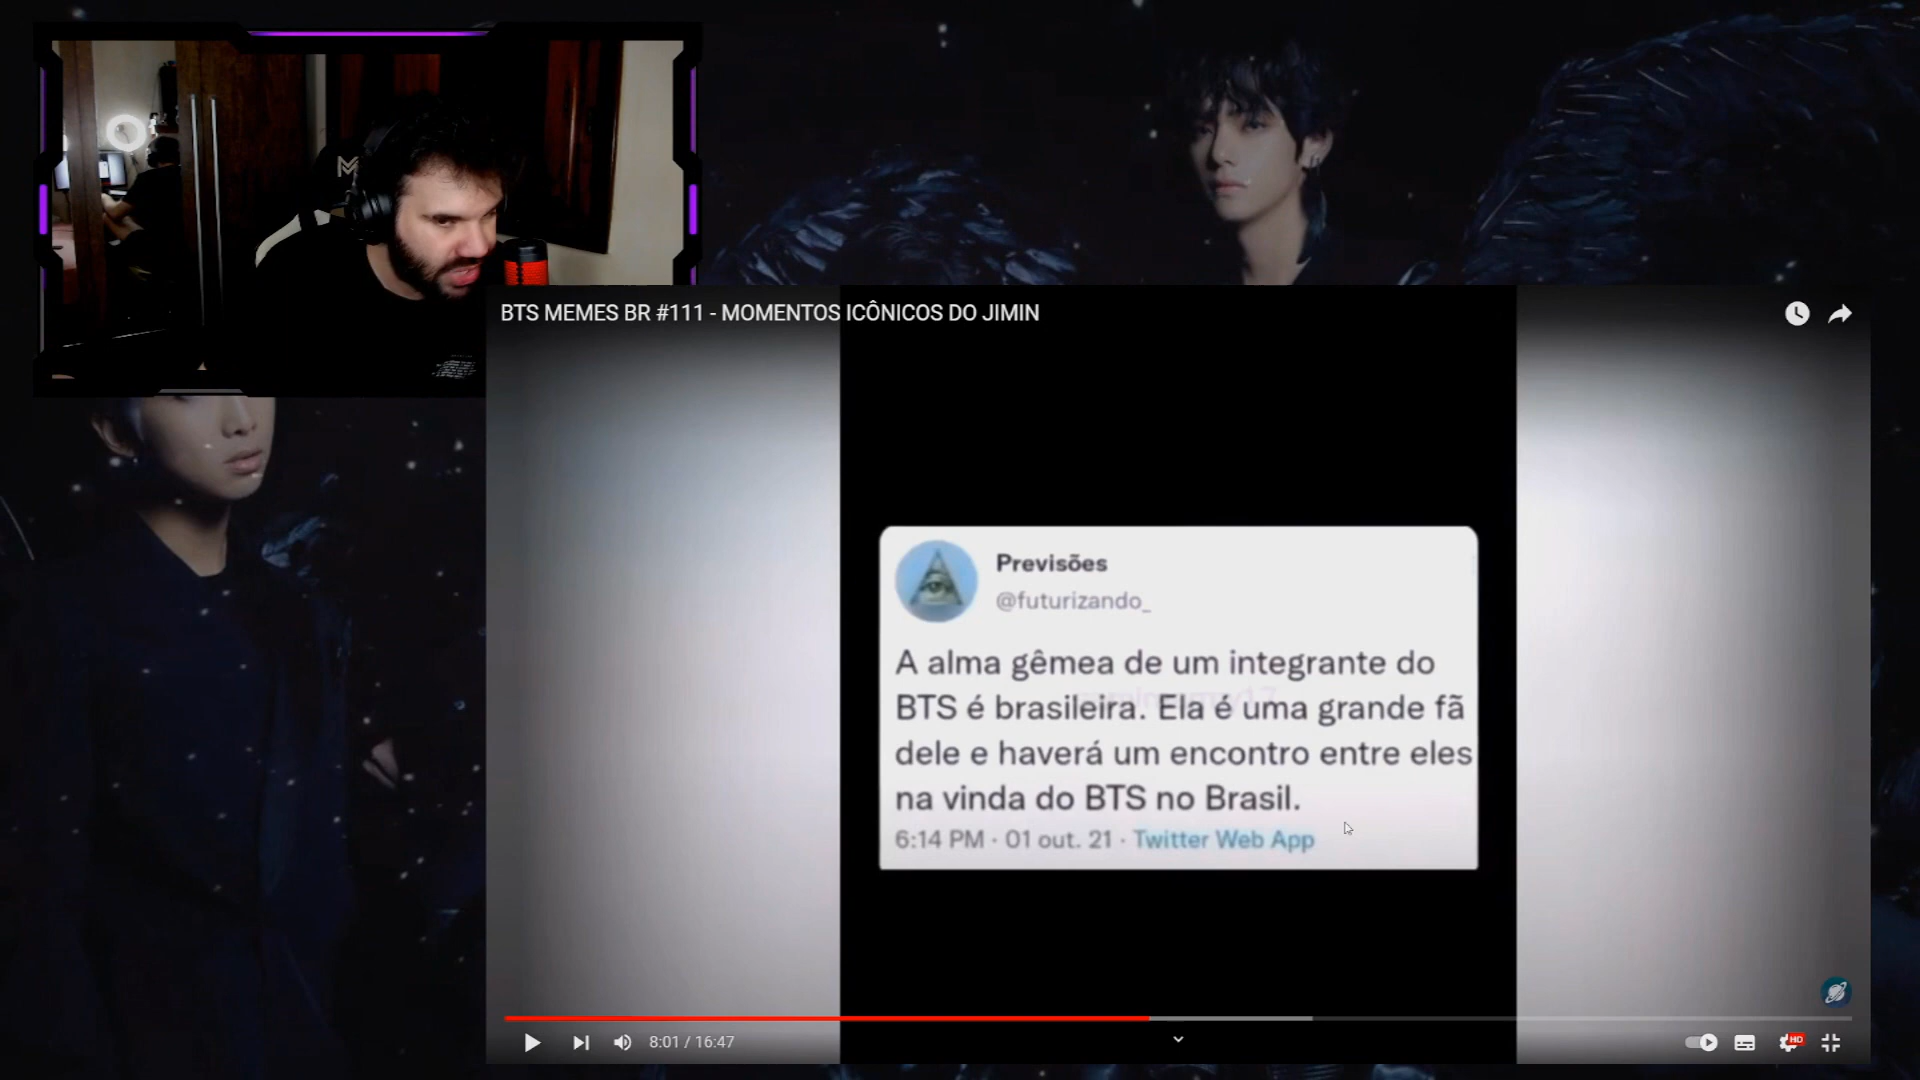 BTS MEMES BR #111 - MOMENTOS ICÔNICOS DO JIMIN
Previsões
@futurizando_
A alma gêmea de um integrante do
BTS é brasileira. Ela é uma grande fã
dele e haverá um encontro entre eles
na vinda do BTS no Brasil.
6:14 PM · 01 out. 21 · Twitter Web App
8:01 / 16:47
HD